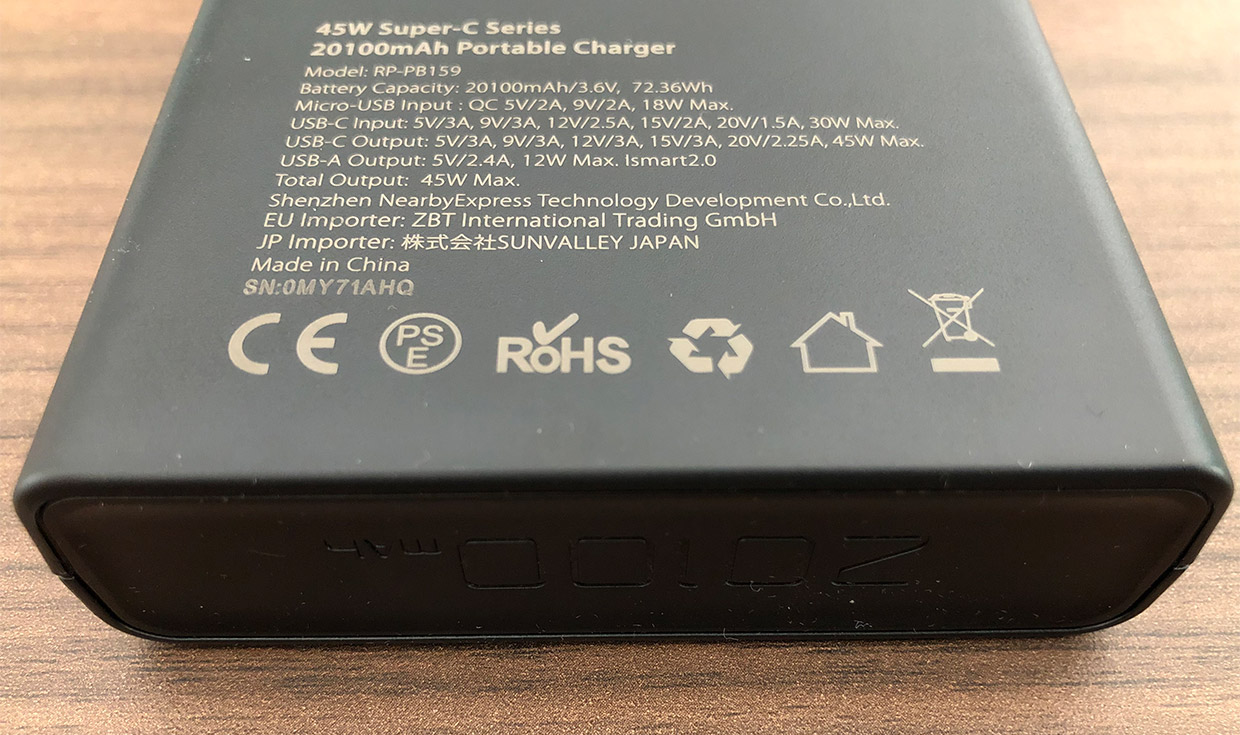 45W Super-C Series
20100mAh Portable Charger
Model: RP-PB159
Battery Capacity: 20100mAh/3.6V, 72.36Wh
Micro-USB Input : QC 5V/2A, 9V/2A, 18W Max.
USB-C Input: 5V/3A, 9V/3A, 12V/2.5A, 15V/2A, 20V/1.5A, 30W Max.
USB-C Output: 5V/3A, 9V/3A, 12V/3A, 15V/3A, 20V/2.25A, 45W Max.
USB-A Output: 5V/2.4A, 12W Max. Ismart2.0
Total Output: 45W Max.
Shenzhen NearbyExpress Technology Development Co.,Ltd.
EU Importer: ZBT International Trading GmbH
JP Importer: 株式会社SUNVALLEY JAPAN
Made in China
SN:0MY71AHQ
CE PSE RoHS
20100mAh